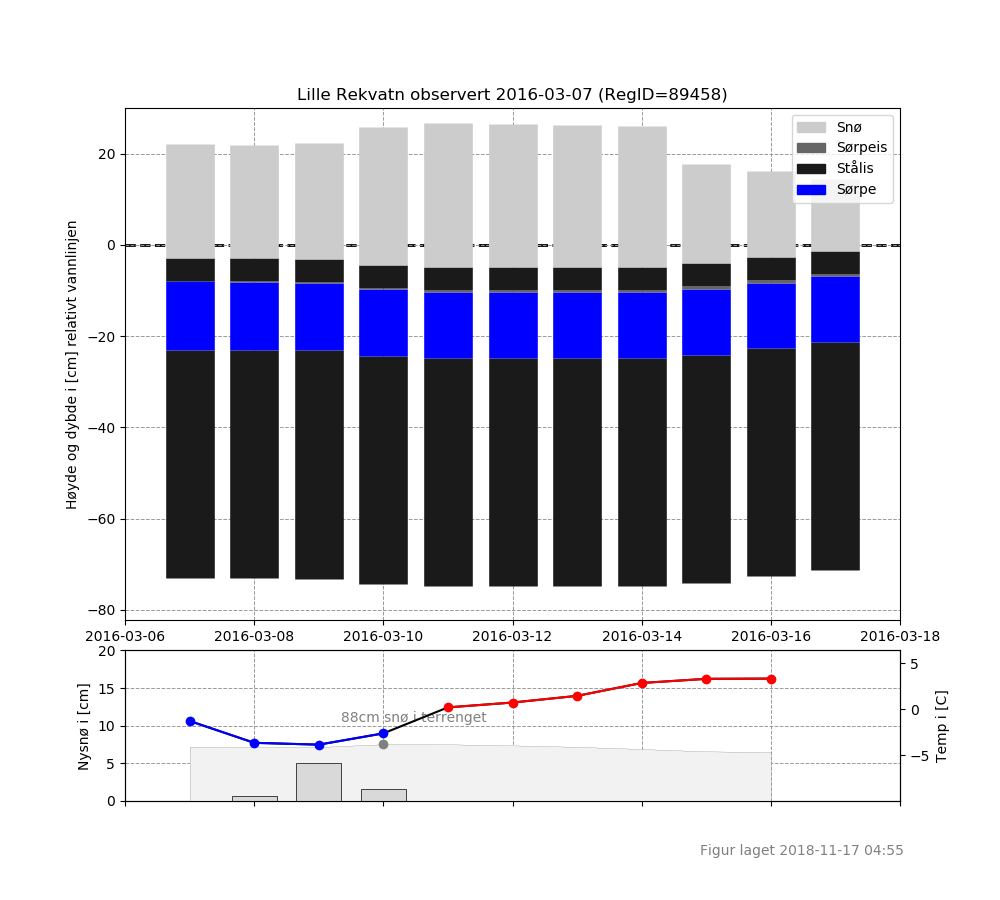 Lille Rekvatn observert 2016-03-07 (RegID=89458)
Høyde og dybde i [cm] relativt vannlinjen
20
0
−20
−40
−60
−80
Snø
Sørpeis
Stålis
Sørpe
2016-03-06 2016-03-08 2016-03-10 2016-03-12 2016-03-14 2016-03-16 2016-03-18
Nysnø i [cm]
20
15
10
5
0
88cm snø i terrenget
5
0
−5
Temp i [C]
Figur laget 2018-11-17 04:55